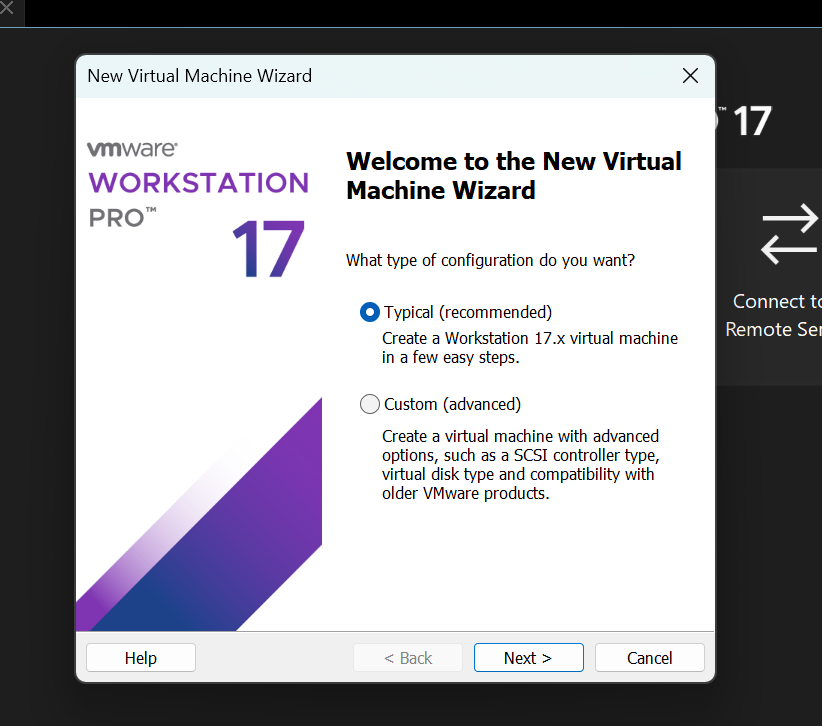 New Virtual Machine Wizard
vmware®
WORKSTATION
PRO™
17
Welcome to the New Virtual
Machine Wizard
What type of configuration do you want?
Typical (recommended)
Create a Workstation 17.x virtual machine
in a few easy steps.
Custom (advanced)
Create a virtual machine with advanced
options, such as a SCSI controller type,
virtual disk type and compatibility with
older VMware products.
Help
< Back
Next >
Cancel
™ 17
Connect to
Remote Ser